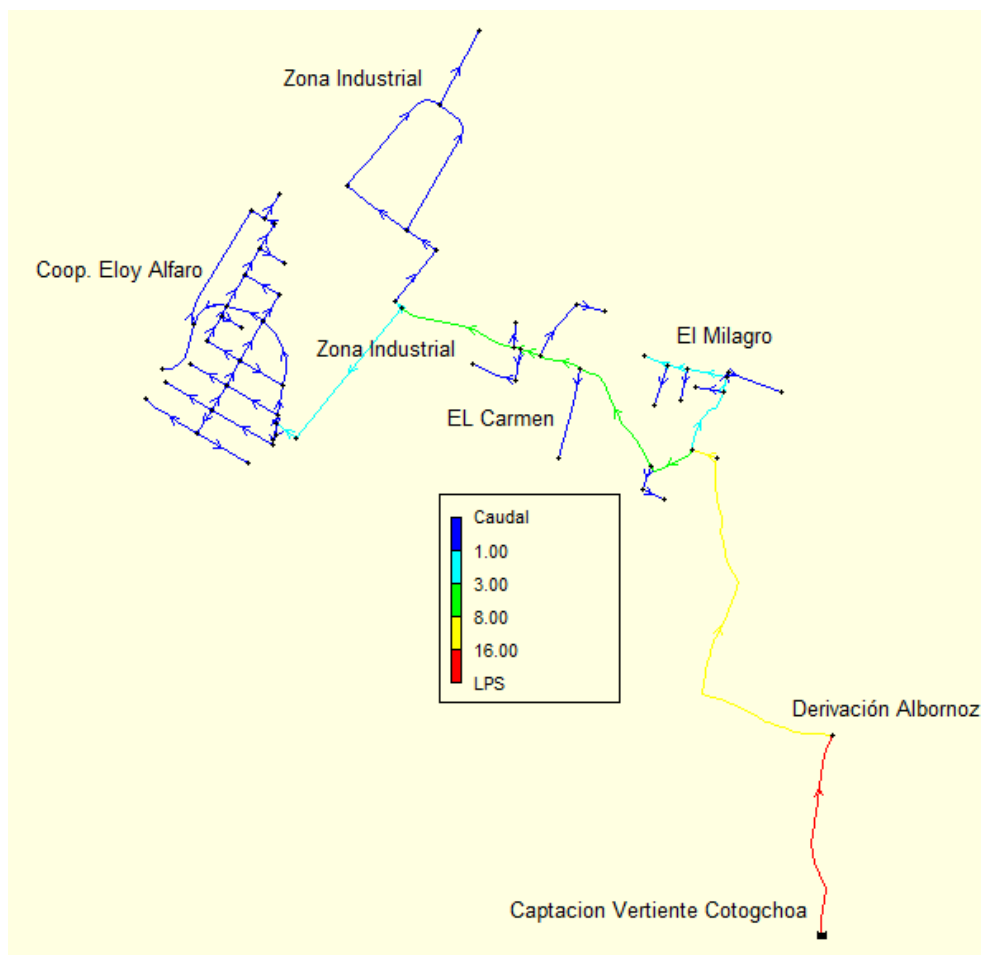 Zona Industrial
Coop. Eloy Alfaro
Zona Industrial
El Milagro
EL Carmen
Caudal
1.00
3.00
8.00
16.00
LPS
Derivación Albornoz
Captacion Vertiente Cotogchoa